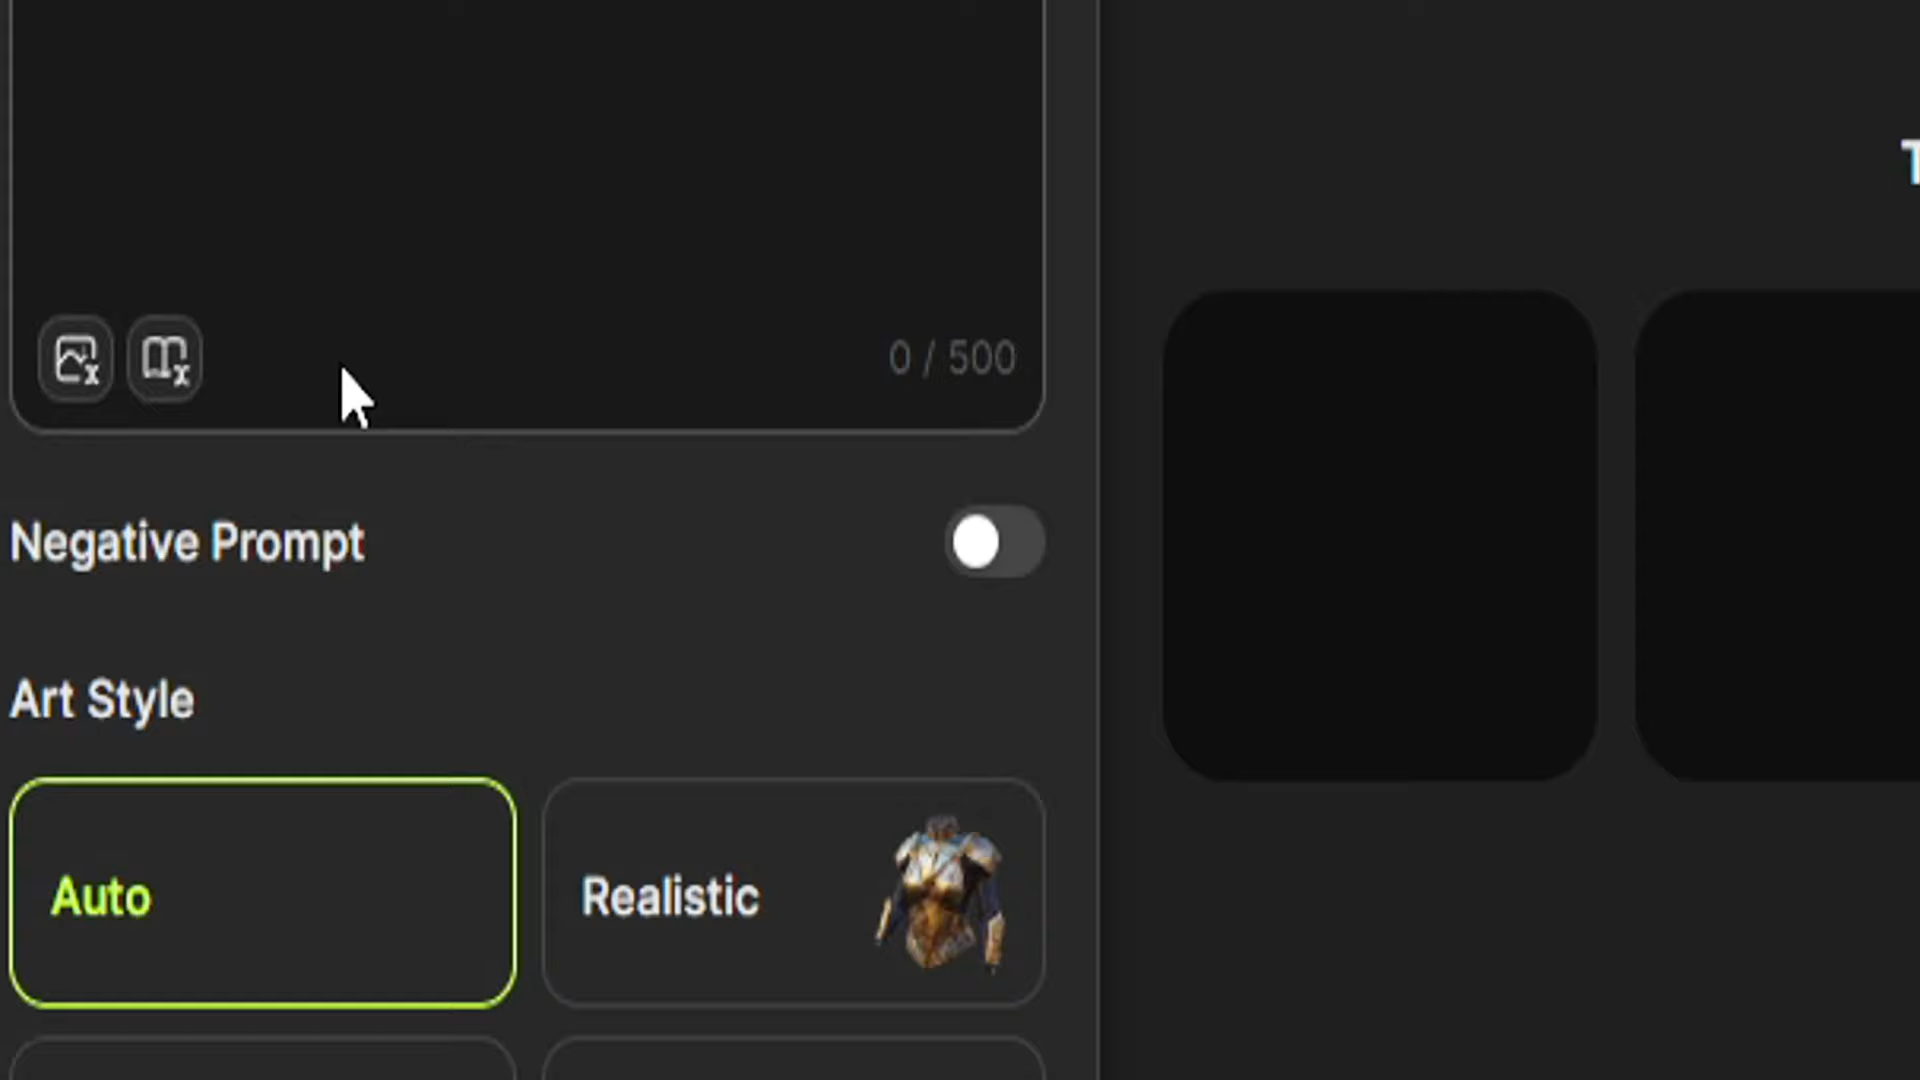 0 / 500
Negative Prompt
Art Style
Auto
Realistic